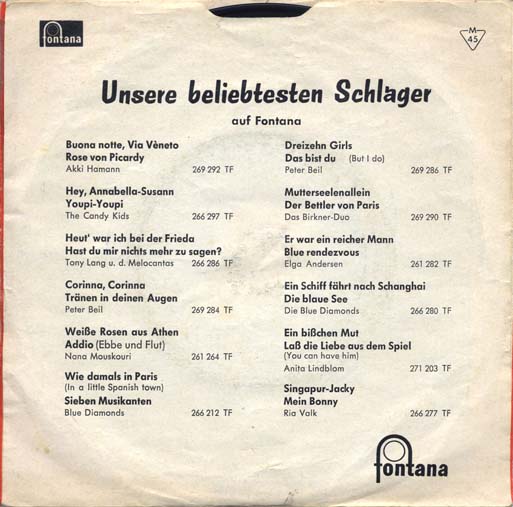 fontana
M
45
Unsere beliebtesten Schlager
auf Fontana
Buona notte, Via Vèneto
Rose von Picardy
Akki Hamann 269 292 TF
Hey, Annabella-Susann
Youpi-Youpi
The Candy Kids 266 297 TF
Heut' war ich bei der Frieda
Hast du mir nichts mehr zu sagen?
Tony Lang u. d. Melocantas 266 286 TF
Corinna, Corinna
Tränen in deinen Augen
Peter Beil 269 284 TF
Weiße Rosen aus Athen
Addio (Ebbe und Flut)
Nana Mouskouri 261 264 TF
Wie damals in Paris
(In a little Spanish town)
Sieben Musikanten
Blue Diamonds 266 212 TF
Dreizehn Girls
Das bist du (But I do)
Peter Beil 269 286 TF
Mutterseelenallein
Der Bettler von Paris
Das Birkner-Duo 269 290 TF
Er war ein reicher Mann
Blue rendezvous
Elga Andersen 261 282 TF
Ein Schiff fährt nach Schanghai
Die blaue See
Die Blue Diamonds 266 280 TF
Ein bißchen Mut
Laß die Liebe aus dem Spiel
(You can have him)
Anita Lindblom 271 203 TF
Singapur-Jacky
Mein Bonny
Ria Valk 266 277 TF
fontana